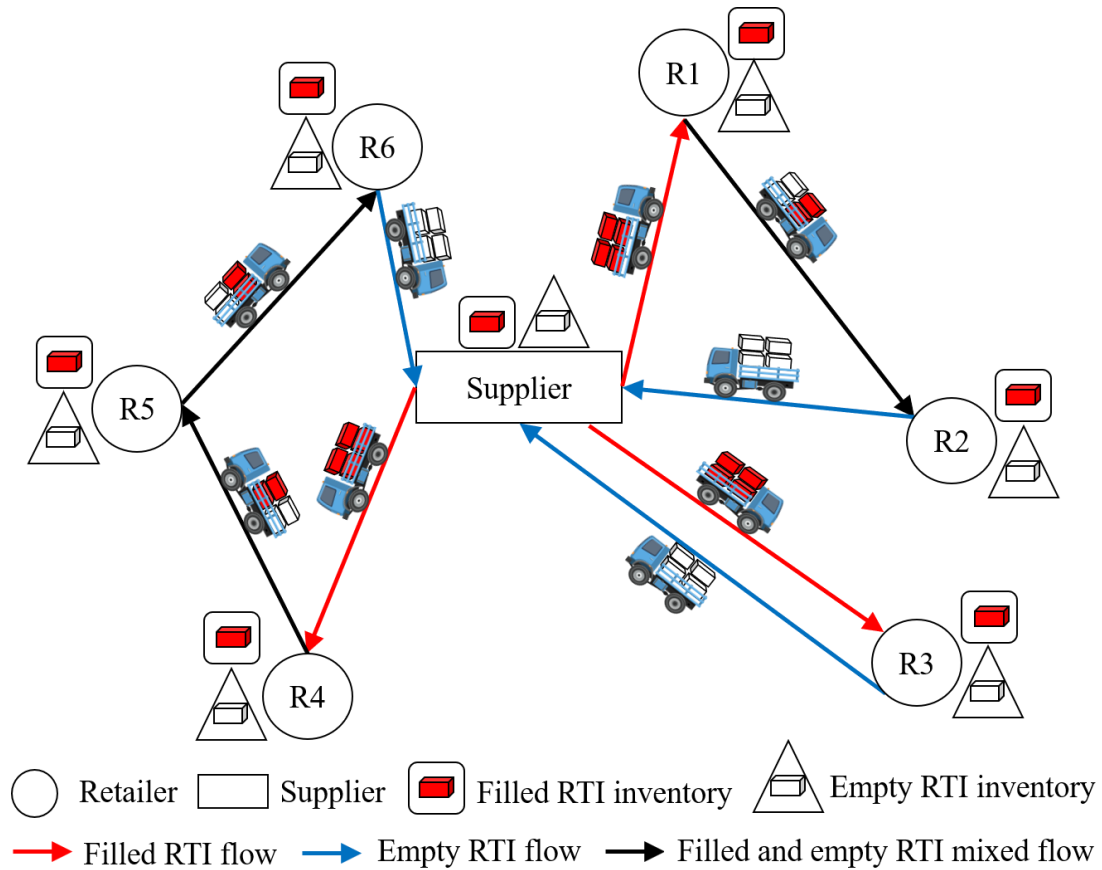 R1
R6
Supplier
R5
R2
R3
R4
Retailer
Supplier
Filled RTI inventory
Empty RTI inventory
Filled RTI flow
Empty RTI flow
Filled and empty RTI mixed flow